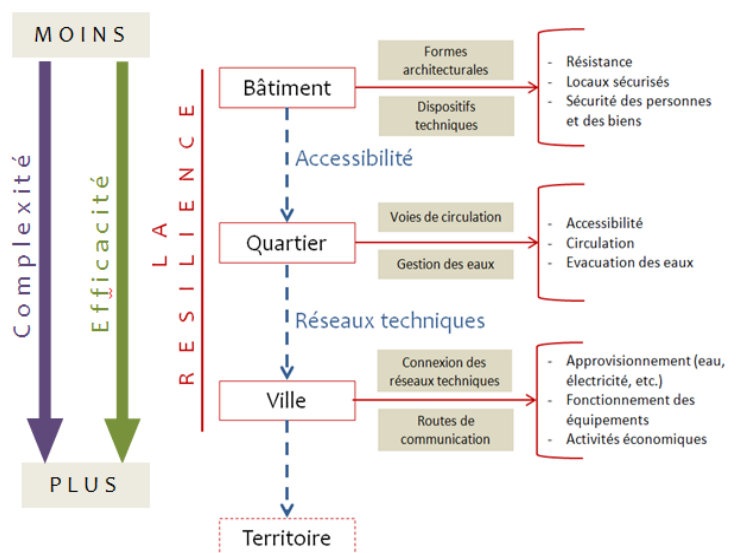 MOINS
Complexité
Efficacité
PLUS
LA
RESILIENCE
Bâtiment
Formes
architecturales
Dispositifs
techniques
- Résistance
- Locaux sécurisés
- Sécurité des personnes
et des biens
Accessibilité
Quartier
Voies de circulation
Gestion des eaux
- Accessibilité
- Circulation
- Evacuation des eaux
Réseaux techniques
Ville
Connexion des
réseaux techniques
Routes de
communication
- Approvisionnement (eau,
électricité, etc.)
- Fonctionnement des
équipements
- Activités économiques
Territoire